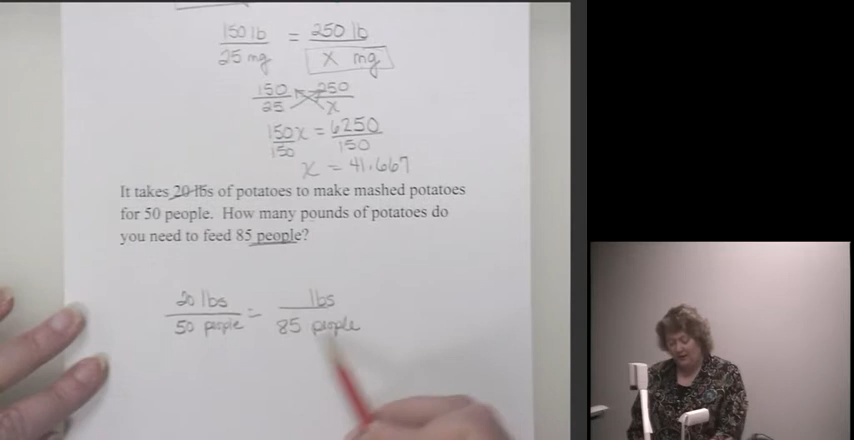 150 lb = 250 lb
25 mg x mg
150 250
25 x
150x = 6250
150 150
x = 41.667
It takes 20 lbs of potatoes to make mashed potatoes
for 50 people. How many pounds of potatoes do
you need to feed 85 people?
20 lbs = lbs
50 people 85 people